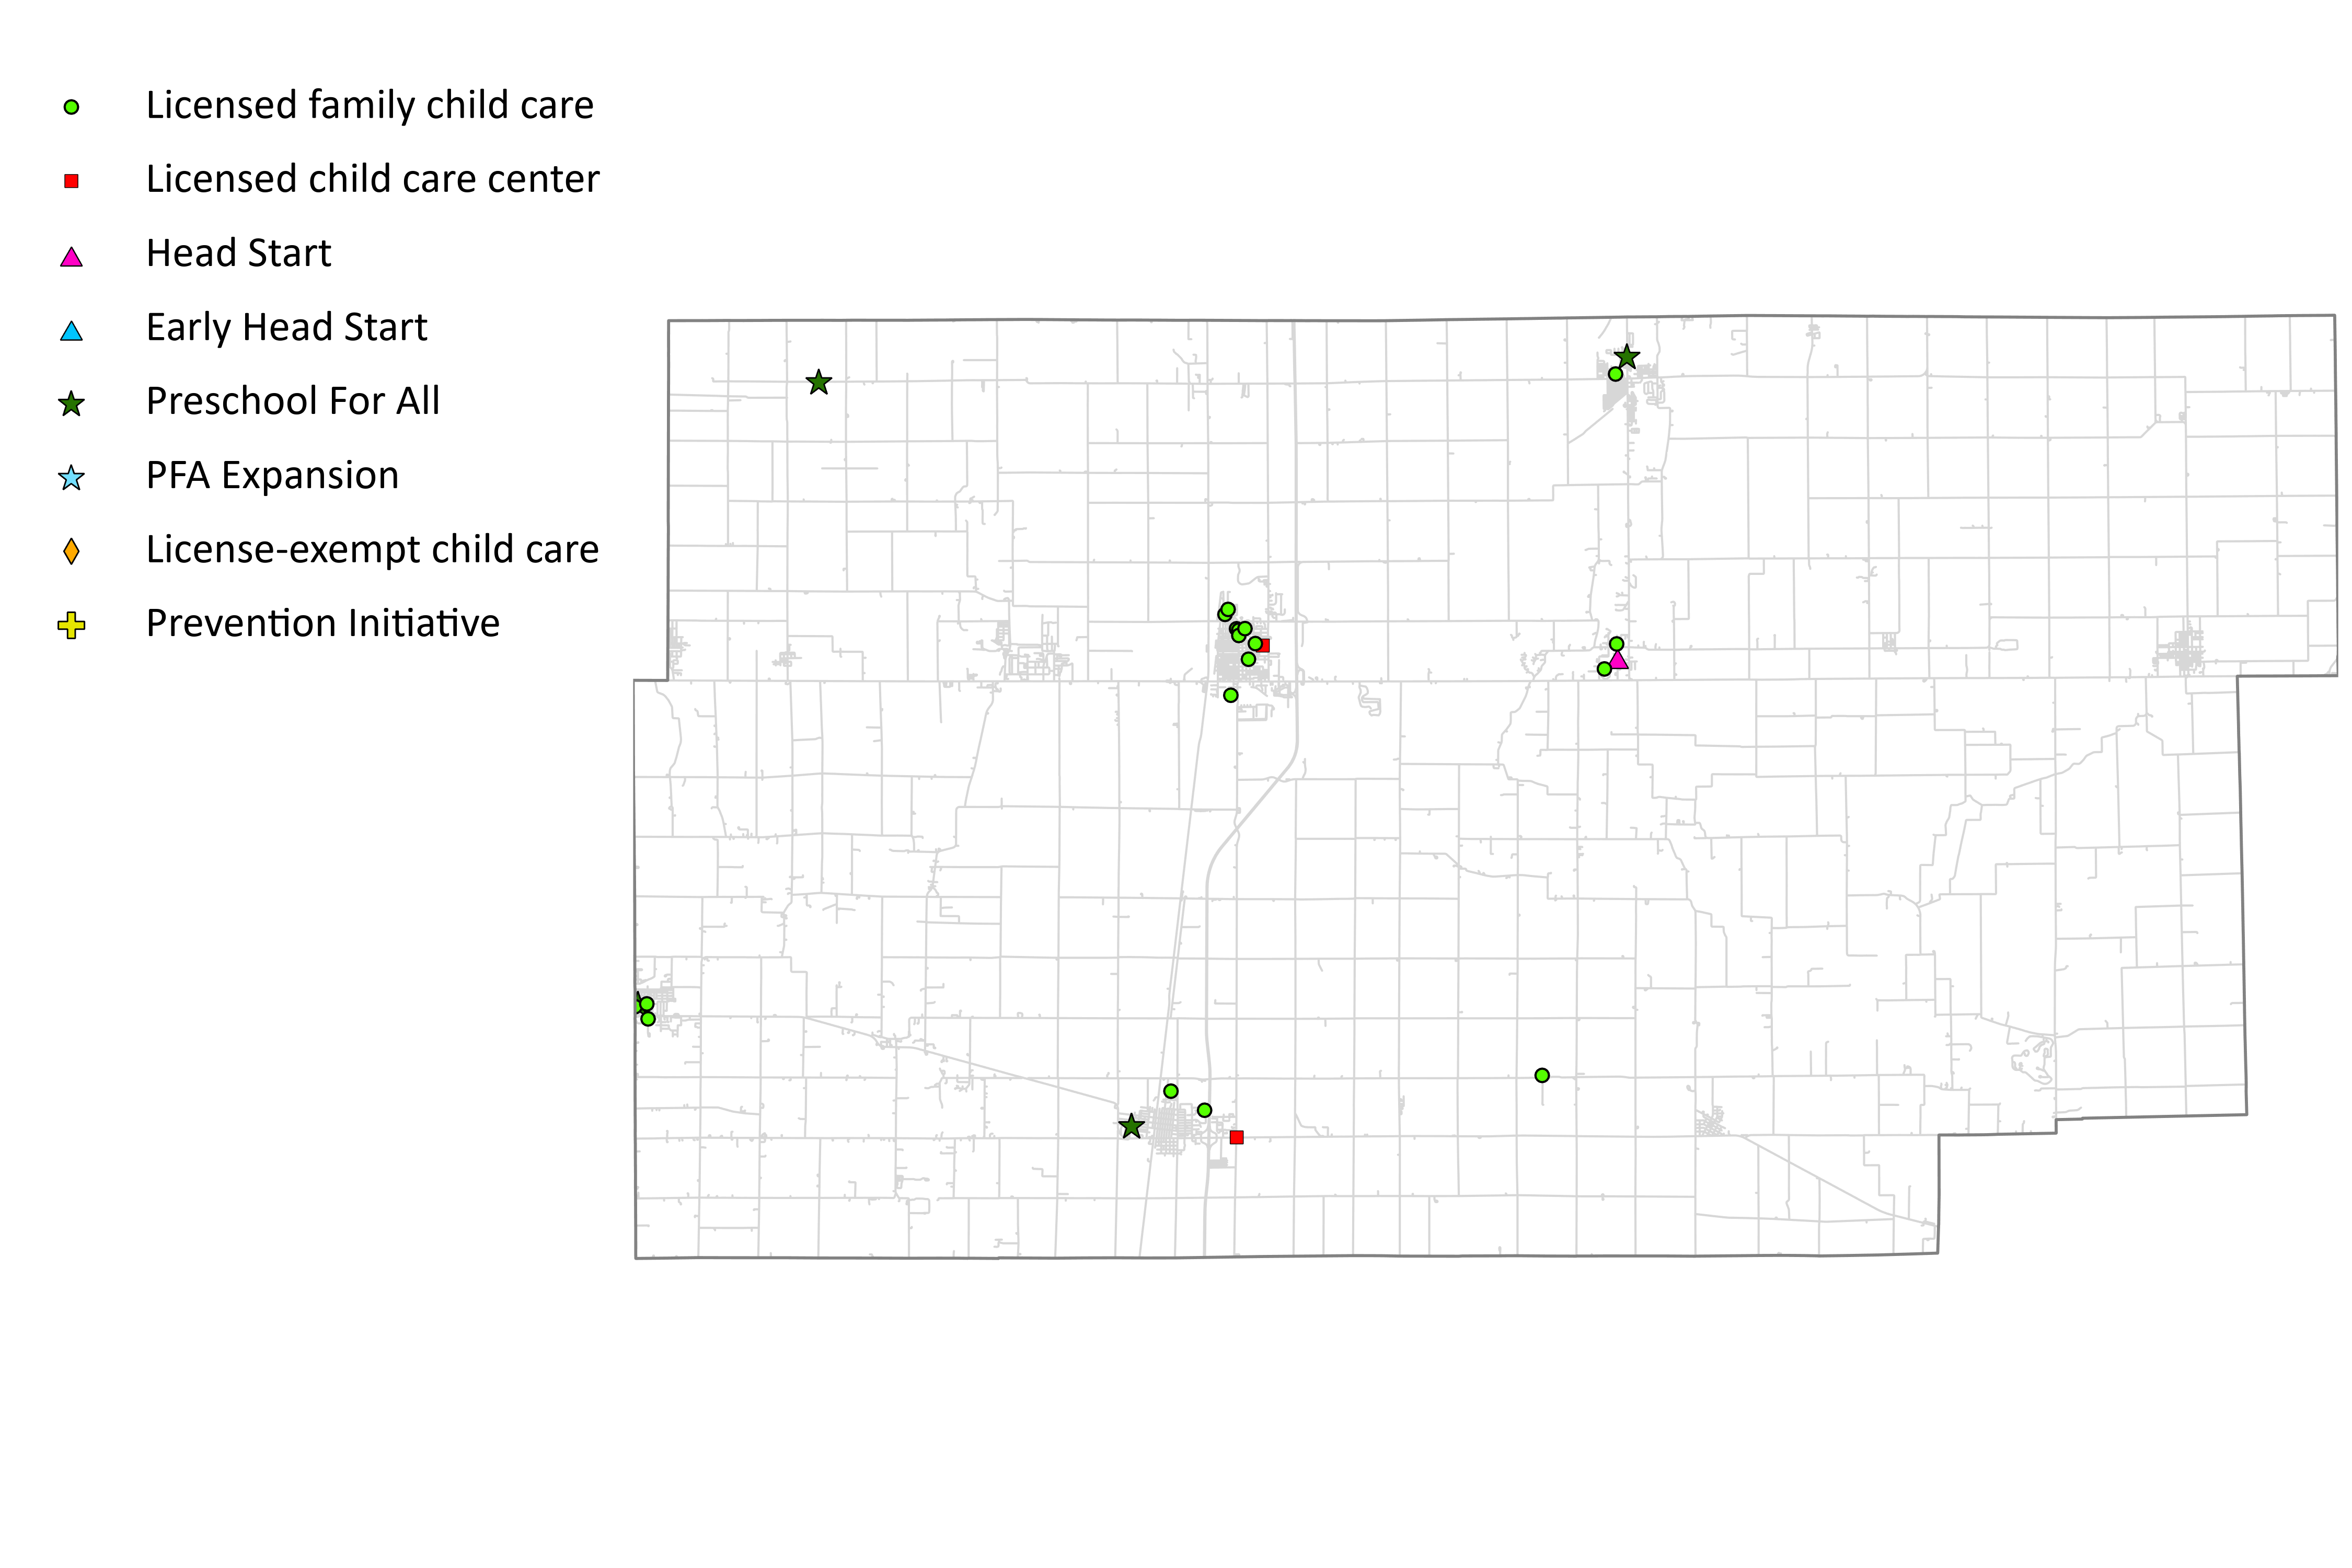 Licensed family child care
Licensed child care center
Head Start
Early Head Start
Preschool For All
PFA Expansion
License-exempt child care
Prevention Initiative